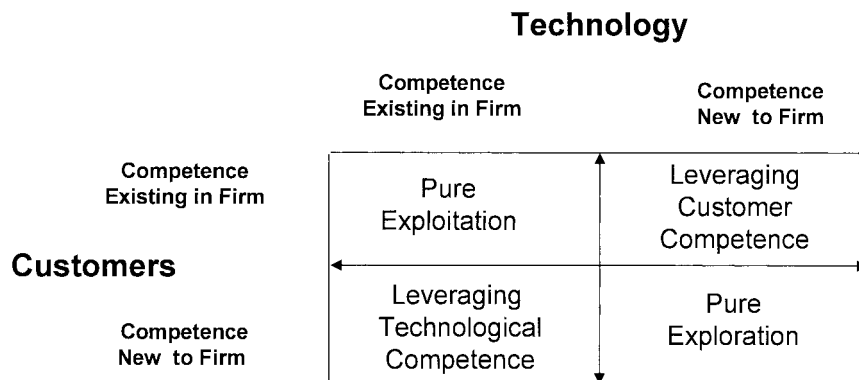 Technology
Competence
Existing in Firm
Competence
New to Firm
Competence
Existing in Firm
Pure
Exploitation
Leveraging
Customer
Competence
Customers
Competence
New to Firm
Leveraging
Technological
Competence
Pure
Exploration